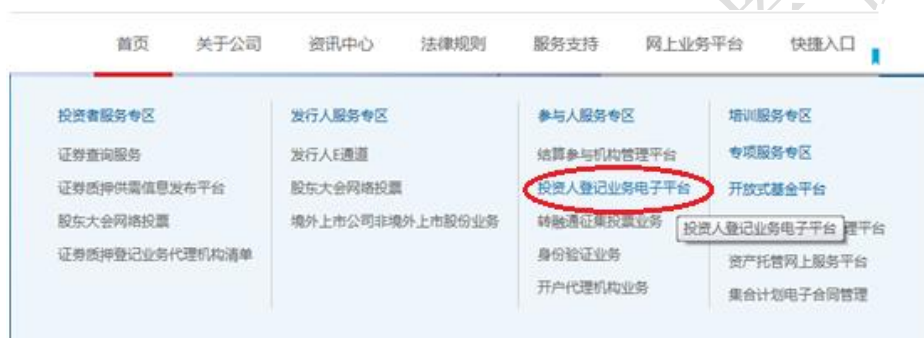 首页 关于公司 资讯中心 法律规则 服务支持 网上业务平台 快捷入口
投资者服务专区
证券查询服务
证券质押供需信息发布平台
股东大会网络投票
证券质押登记业务代理机构清单
发行人服务专区
发行人E通道
股东大会网络投票
境外上市公司非境外上市股份业务
参与人服务专区
结算参与机构管理平台
投资人登记业务电子平台
转融通证集投票业务
身份验证业务
开户代理机构业务
培训服务专区
专项服务专区
开放式基金平台
投资人登记业务电子平台
理平台
资产托管网上服务平台
集合计划电子合同管理